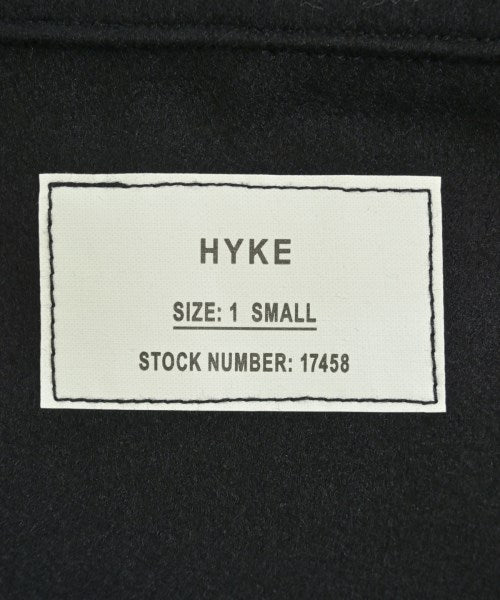 HYKE
SIZE: 1 SMALL
STOCK NUMBER: 17458